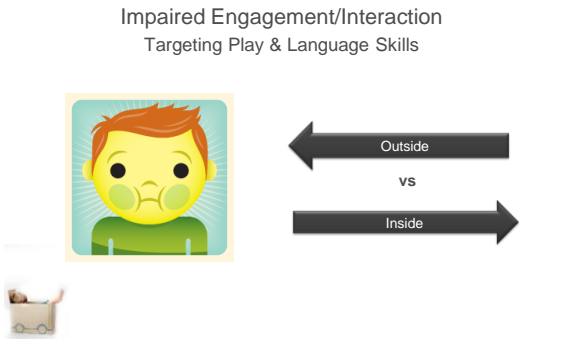 Impaired Engagement/Interaction
Targeting Play & Language Skills
Outside
vs
Inside